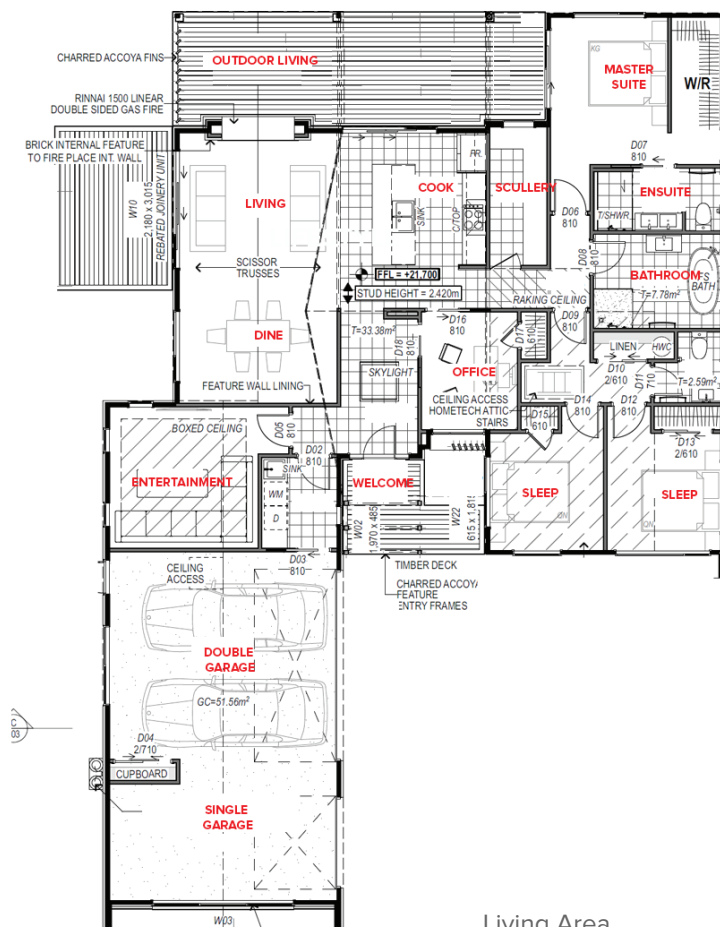 CHARRED ACCOYA FINS
OUTDOOR LIVING
RINNAI 1500 LINEAR
DOUBLE SIDED GAS FIRE
BRICK INTERNAL FEATURE
TO FIRE PLACE INT. WALL
KG
MASTER
SUITE
W/R
D07
810
W10
2,180 x 3,015
REBATED JOINERY UNIT
LIVING
COOK
SINK
C/TOP
SCULLERY
T/SHWR
ENSUITE
D06
810
SCISSOR
TRUSSES
FFL = +21.700
STUD HEIGHT = 2.420m
RAKING CEILING
D08
810
BATHROOM
BATH
T=7.78m²
DINE
T=33.38m²
D16
810
D18
810
SKYLIGHT
D17
610
D09
810
LINEN
HWC
OFFICE
D10
2/610
D11
710
T=2.59m²
FEATURE WALL LINING
CEILING ACCESS
HOMETECH ATTIC
STAIRS
D14
810
D12
810
D15
610
BOXED CEILING
D05
810
D02
810
D13
2/610
ENTERTAINMENT
SINK
WM
D
WELCOME
SLEEP
QN
SLEEP
QN
W02
1,970 x 485
W22
615 x 1,815
D03
810
CEILING
ACCESS
TIMBER DECK
CHARRED ACCOYA
FEATURE
ENTRY FRAMES
DOUBLE
GARAGE
GC=51.56m²
03
D04
2/710
CUPBOARD
SINGLE
GARAGE
W03
Living Area